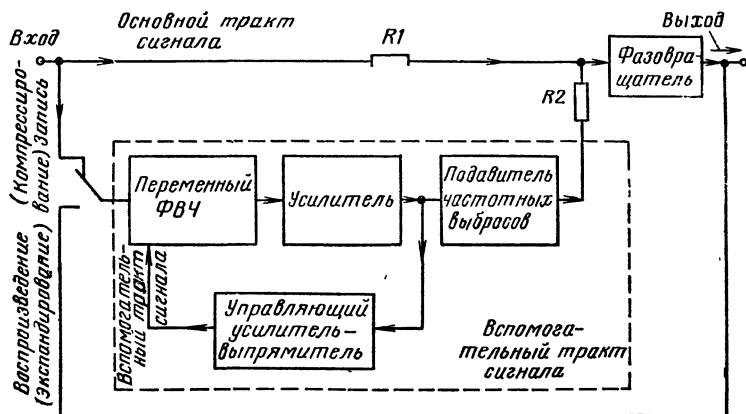 Основной тракт
сигнала
Вход
R1
Выход
Фазовра-
щатель
R2
(Компрессиро-
вание) Запись
Переменный
ФВЧ
Усилитель
Подавитель
частотных
выбросов
Вспомогатель-
ный тракт
сигнала
Управляющий
усилитель-
выпрямитель
Вспомога-
тельный тракт
сигнала
Воспроизведение
(Экспандирование)